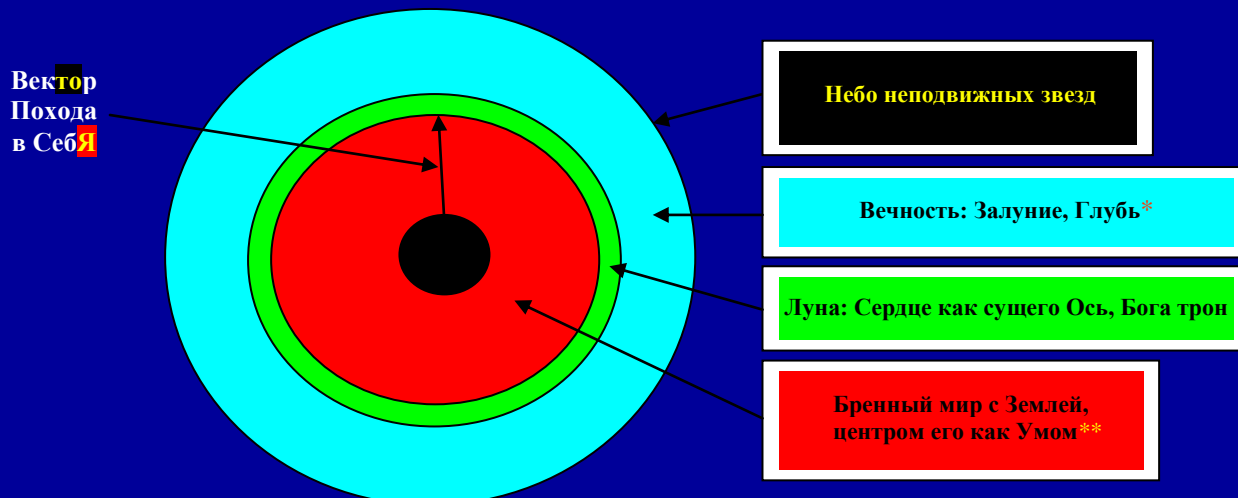 Вектор
Похода
в СебЯ
Небо неподвижных звезд
Вечность: Залуние, Глубь*
Луна: Сердце как сущего Ось, Бога трон
Бренный мир с Землей,
центром его как Умом**